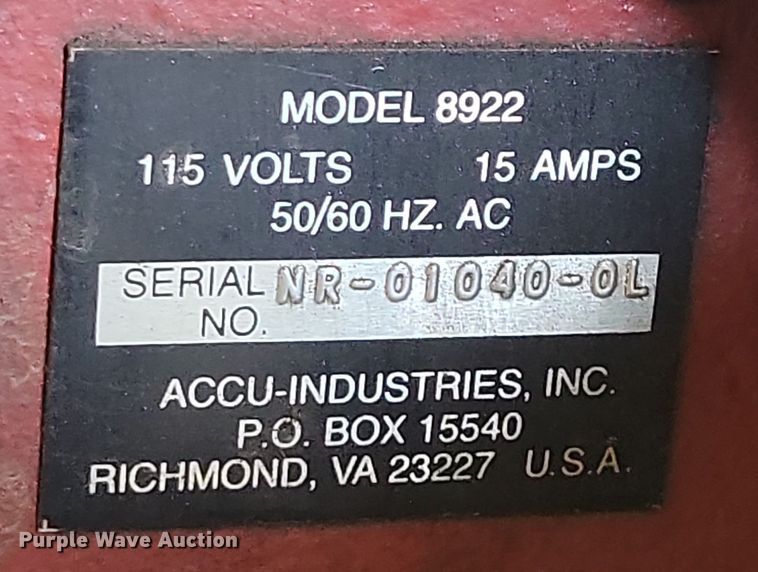 MODEL 8922
115 VOLTS 15 AMPS
50/60 HZ. AC
SERIAL NO. NR-01040-0L
ACCU-INDUSTRIES, INC.
P.O. BOX 15540
RICHMOND, VA 23227 U.S.A.
Purple Wave Auction